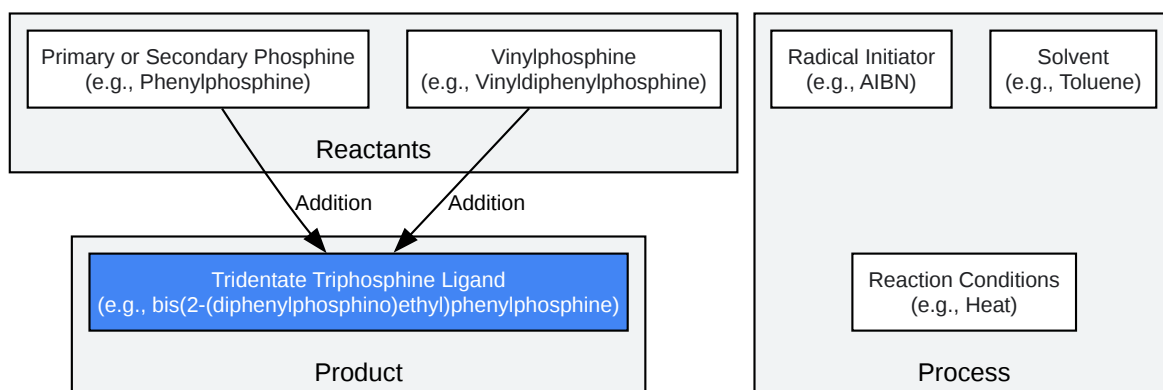 Primary or Secondary Phosphine
(e.g., Phenylphosphine)
Vinylphosphine
(e.g., Vinyldiphenylphosphine)
Reactants
Addition
Addition
Tridentate Triphosphine Ligand
(e.g., bis(2-(diphenylphosphino)ethyl)phenylphosphine)
Product
Radical Initiator
(e.g., AIBN)
Solvent
(e.g., Toluene)
Reaction Conditions
(e.g., Heat)
Process